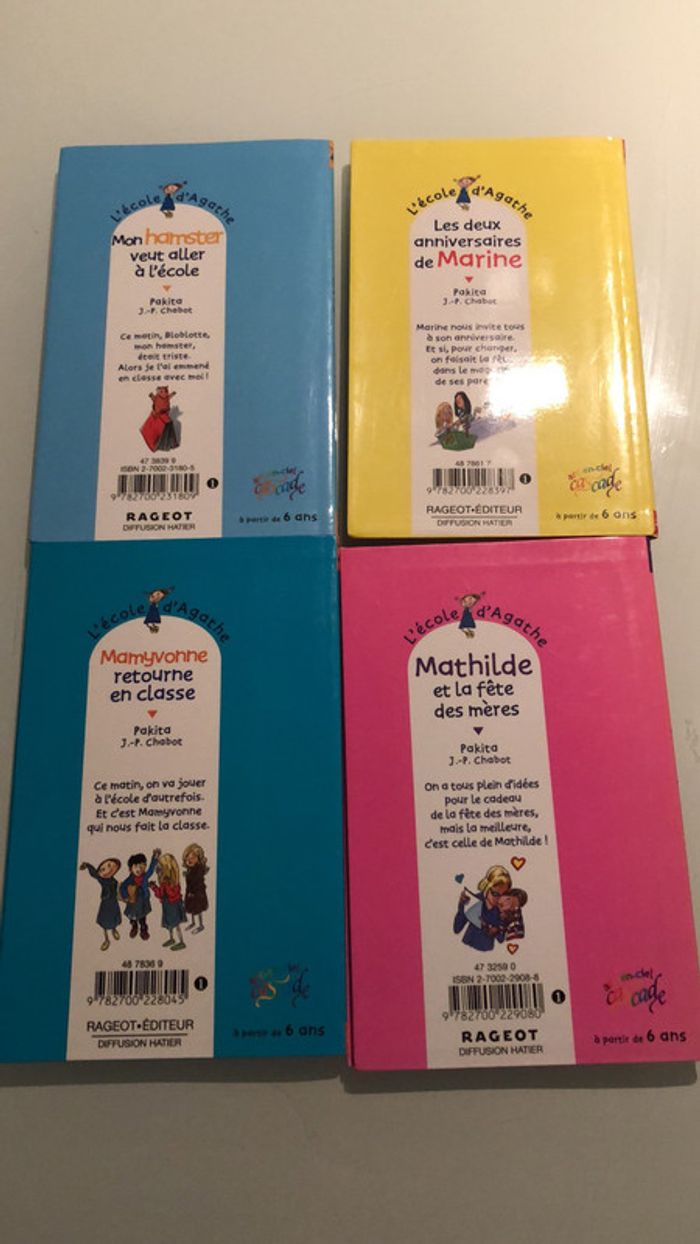 L'école d'Agathe
Mon hamster
veut aller
à l'école
Pakita
J.-P. Chabot
Ce matin, Bloblotte,
mon hamster,
était triste.
Alors je l'ai emmené
en classe avec moi !
47 3839 9
ISBN 2-7002-3180-5
9 782700 231809
1
RAGEOT
DIFFUSION HATIER
cascade
à partir de 6 ans
L'école d'Agathe
Les deux
anniversaires
de Marine
Pakita
J.-P. Chabot
Marine nous invite tous
à son anniversaire.
Et si, pour changer,
on faisait la
dans le
de ses
48 7861 7
9 782700 228397
1
RAGEOT•ÉDITEUR
DIFFUSION HATIER
cascade
à partir de 6 ans
L'école d'Agathe
Mamyvonne
retourne
en classe
Pakita
J.-P. Chabot
Ce matin, on va jouer
à l'école d'autrefois.
Et c'est Mamyvonne
qui nous fait la classe.
48 7836 9
9 782700 228045
1
RAGEOT•ÉDITEUR
DIFFUSION HATIER
à partir de 6 ans
L'école d'Agathe
Mathilde
et la fête
des mères
Pakita
J.-P. Chabot
On a tous plein d'idées
pour le cadeau
de la fête des mères,
mais la meilleure,
c'est celle de Mathilde !
47 3259 0
ISBN 2-7002-2908-8
9 782700 229080
1
RAGEOT
DIFFUSION HATIER
cascade
à partir de 6 ans